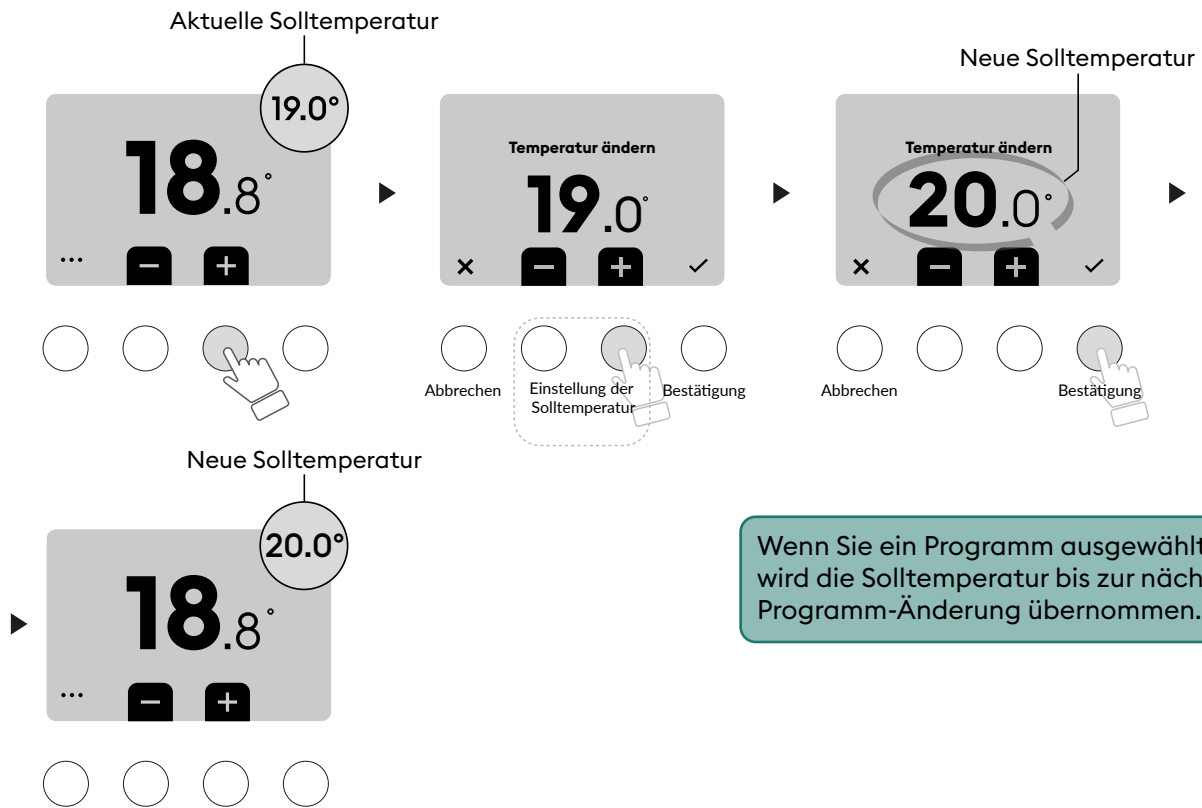 Aktuelle Solltemperatur
19.0°
18.8°
Temperatur ändern
19.0°
Abbrechen
Einstellung der
Solltemperatur
Bestätigung
Neue Solltemperatur
Temperatur ändern
20.0°
Abbrechen
Bestätigung
Neue Solltemperatur
20.0°
18.8°
Wenn Sie ein Programm ausgewählt
wird die Solltemperatur bis zur
Programm-Änderung übernommen.